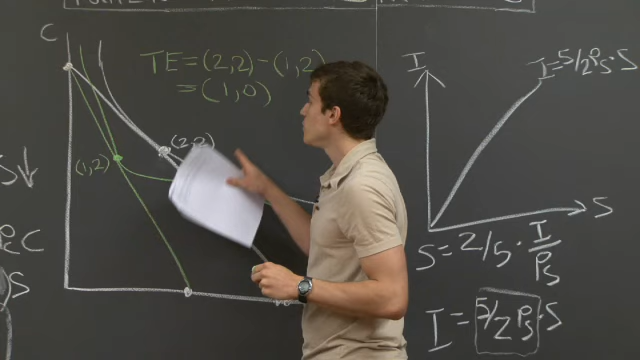 C
TE = (2,2) - (1,2)
= (1,0)
(2,2)
(1,2)
S↓
C
)S
I
I = 5/2 Ps · S
S
S = 2/5 · I/Ps
I = 5/2 Ps · S